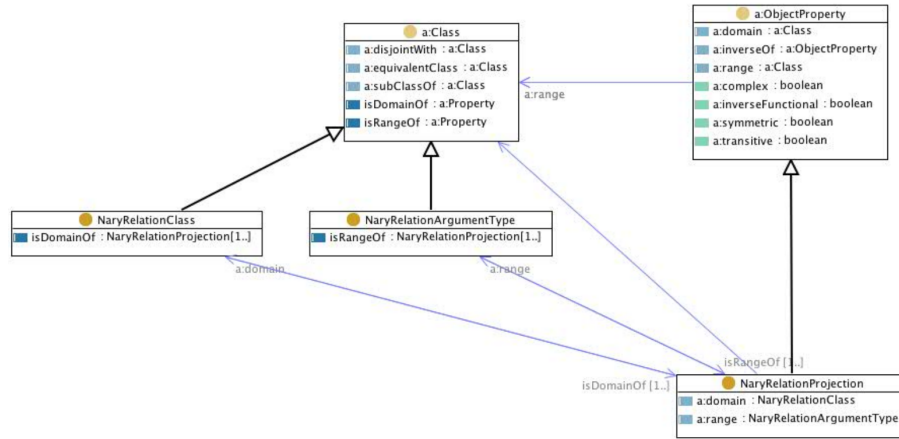 a:ObjectProperty
a:domain : a:Class
a:inverseOf : a:ObjectProperty
a:range : a:Class
a:complex : boolean
a:inverseFunctional : boolean
a:symmetric : boolean
a:transitive : boolean
a:Class
a:disjointWith : a:Class
a:equivalentClass : a:Class
a:subClassOf : a:Class
isDomainOf : a:Property
isRangeOf : a:Property
a:range
NaryRelationClass
isDomainOf : NaryRelationProjection[1..]
NaryRelationArgumentType
isRangeOf : NaryRelationProjection[1..]
a:domain
a:range
isRangeOf [1..]
isDomainOf [1..]
NaryRelationProjection
a:domain : NaryRelationClass
a:range : NaryRelationArgumentType